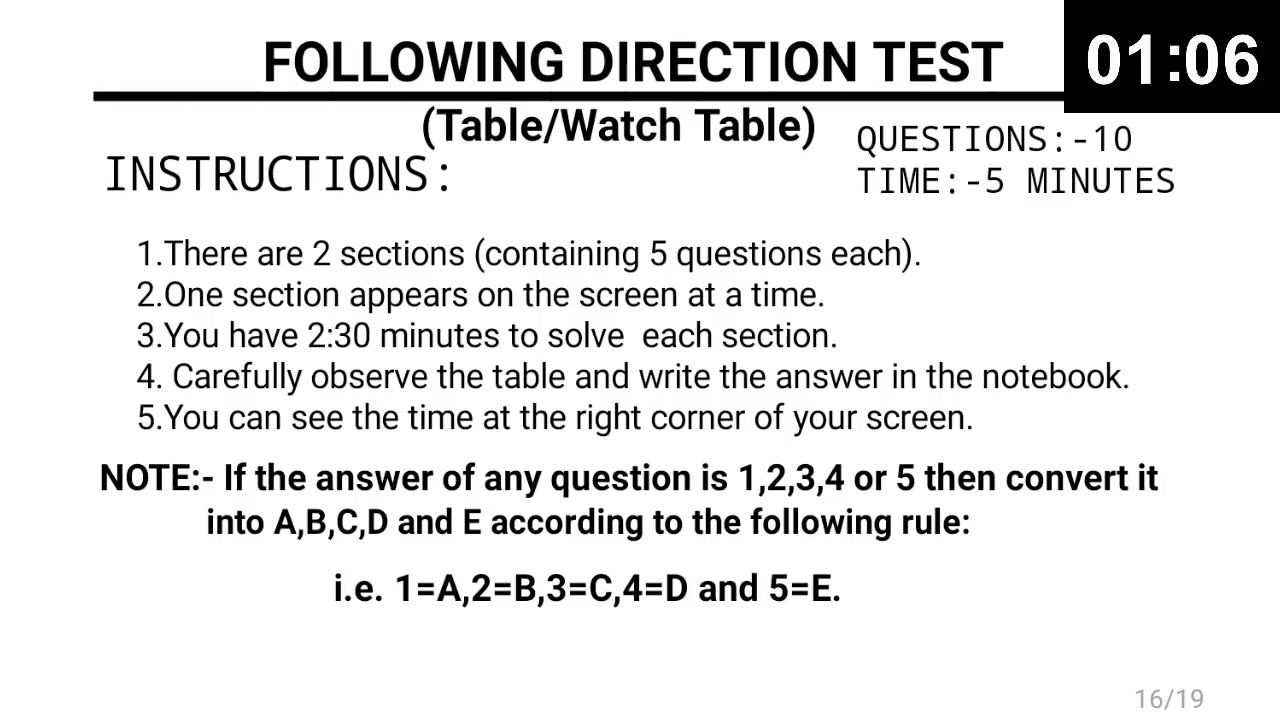 FOLLOWING DIRECTION TEST
01:06
(Table/Watch Table)
QUESTIONS:-10
TIME:-5 MINUTES
INSTRUCTIONS:
1.There are 2 sections (containing 5 questions each).
2.One section appears on the screen at a time.
3.You have 2:30 minutes to solve each section.
4. Carefully observe the table and write the answer in the notebook.
5.You can see the time at the right corner of your screen.
NOTE:- If the answer of any question is 1,2,3,4 or 5 then convert it
into A,B,C,D and E according to the following rule:
i.e. 1=A,2=B,3=C,4=D and 5=E.
16/19